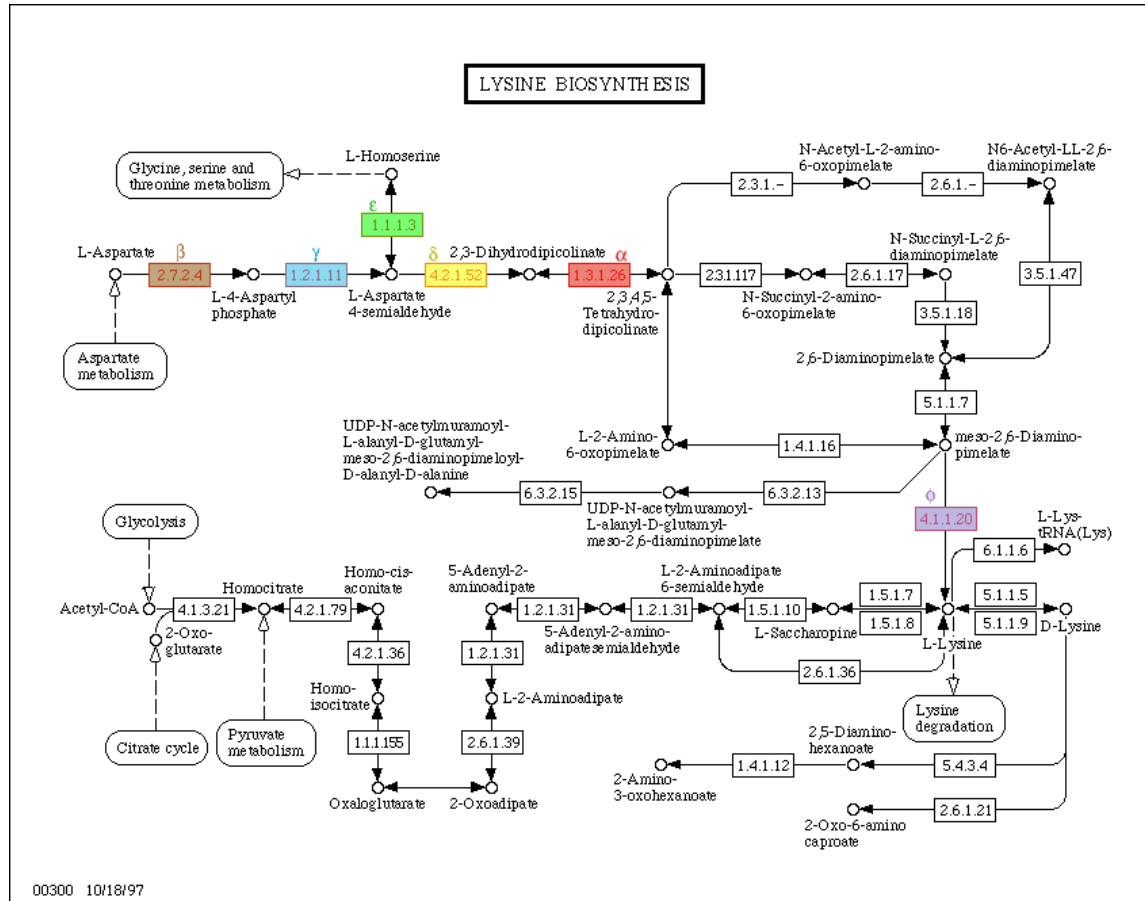 LYSINE BIOSYNTHESIS
L-Homoserine
Glycine, serine and
threonine metabolism
N-Acetyl-L-2-amino-
6-oxopimelate
N6-Acetyl-LL-2,6-
diaminopimelate
2.3.1.-
2.6.1.-
ε
1.1.1.3
L-Aspartate
β
2.7.2.4
γ
1.2.1.11
δ
4.2.1.52
2,3-Dihydrodipicolinate
α
1.3.1.26
L-4-Aspartyl
phosphate
L-Aspartate
4-semialdehyde
2,3,4,5-
Tetrahydro-
dipicolinate
2.3.1.117
N-Succinyl-2-amino-
6-oxopimelate
2.6.1.17
N-Succinyl-L-2,6-
diaminopimelate
3.5.1.47
3.5.1.18
Aspartate
metabolism
2,6-Diaminopimelate
5.1.1.7
UDP-N-acetylmuramoyl-
L-alanyl-D-glutamyl-
meso-2,6-diaminopimeloyl-
D-alanyl-D-alanine
L-2-Amino-
6-oxopimelate
1.4.1.16
meso-2,6-Diamino-
pimelate
6.3.2.15
6.3.2.13
UDP-N-acetylmuramoyl-
L-alanyl-D-glutamyl-
meso-2,6-diaminopimelate
ϕ
4.1.1.20
L-Lys-
tRNA(Lys)
6.1.1.6
Glycolysis
Acetyl-CoA
4.1.3.21
Homocitrate
4.2.1.79
Homo-cis-
aconitate
5-Adenyl-2-
aminoadipate
1.2.1.31
1.2.1.31
L-2-Aminoadipate
6-semialdehyde
1.5.1.10
1.5.1.7
1.5.1.8
5.1.1.5
5.1.1.9
2-Oxo-
glutarate
5-Adenyl-2-amino-
adipatesemialdehyde
L-Saccharopine
L-Lysine
D-Lysine
4.2.1.36
1.2.1.31
2.6.1.36
Homo-
isocitrate
L-2-Aminoadipate
Lysine
degradation
Citrate cycle
Pyruvate
metabolism
1.1.1.155
2.6.1.39
2,5-Diamino-
hexanoate
1.4.1.12
5.4.3.4
2-Amino-
3-oxohexanoate
Oxaloglutarate
2-Oxoadipate
2.6.1.21
2-Oxo-6-amino
caproate
00300 10/18/97